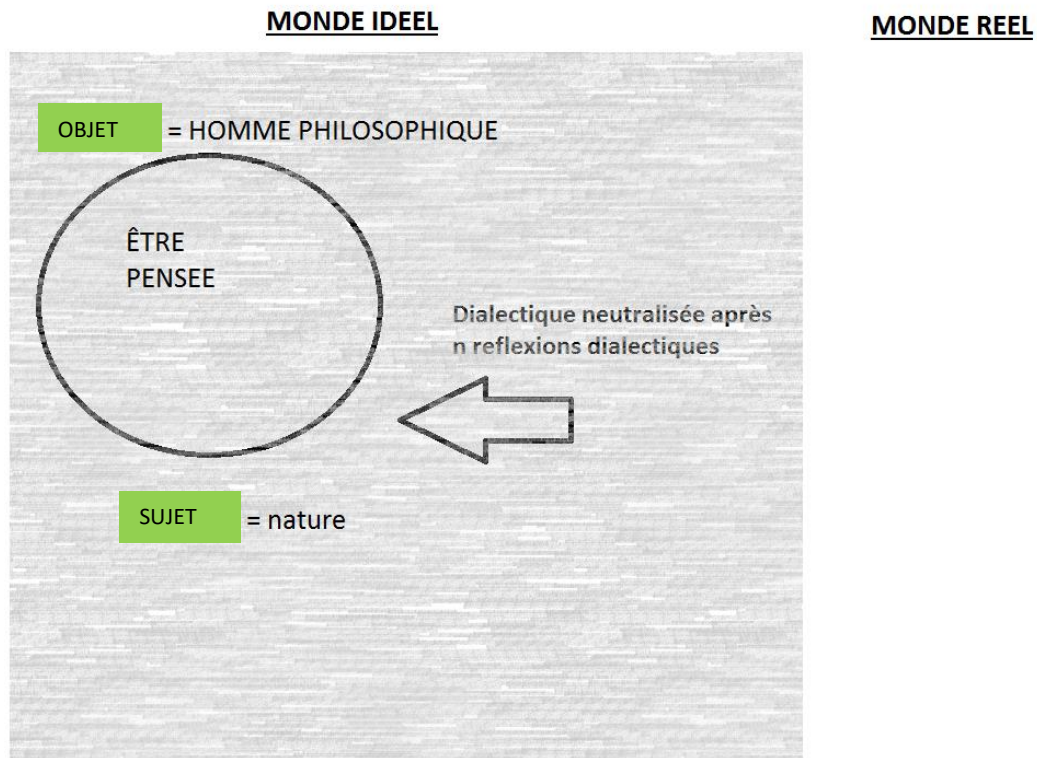 MONDE IDEEL
MONDE REEL
OBJET = HOMME PHILOSOPHIQUE
ÊTRE
PENSEE
Dialectique neutralisée après
n reflexions dialectiques
SUJET = nature